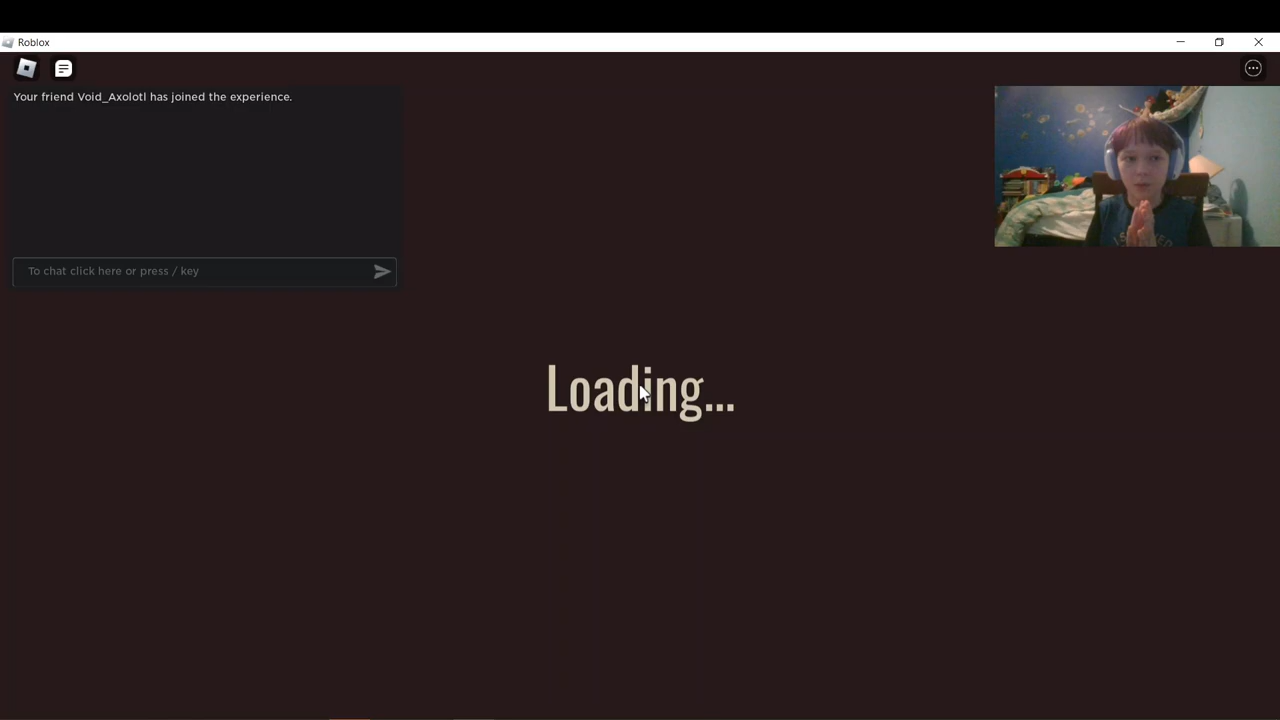 Roblox
Your friend Void_Axolotl has joined the experience.
To chat click here or press / key
Loading...